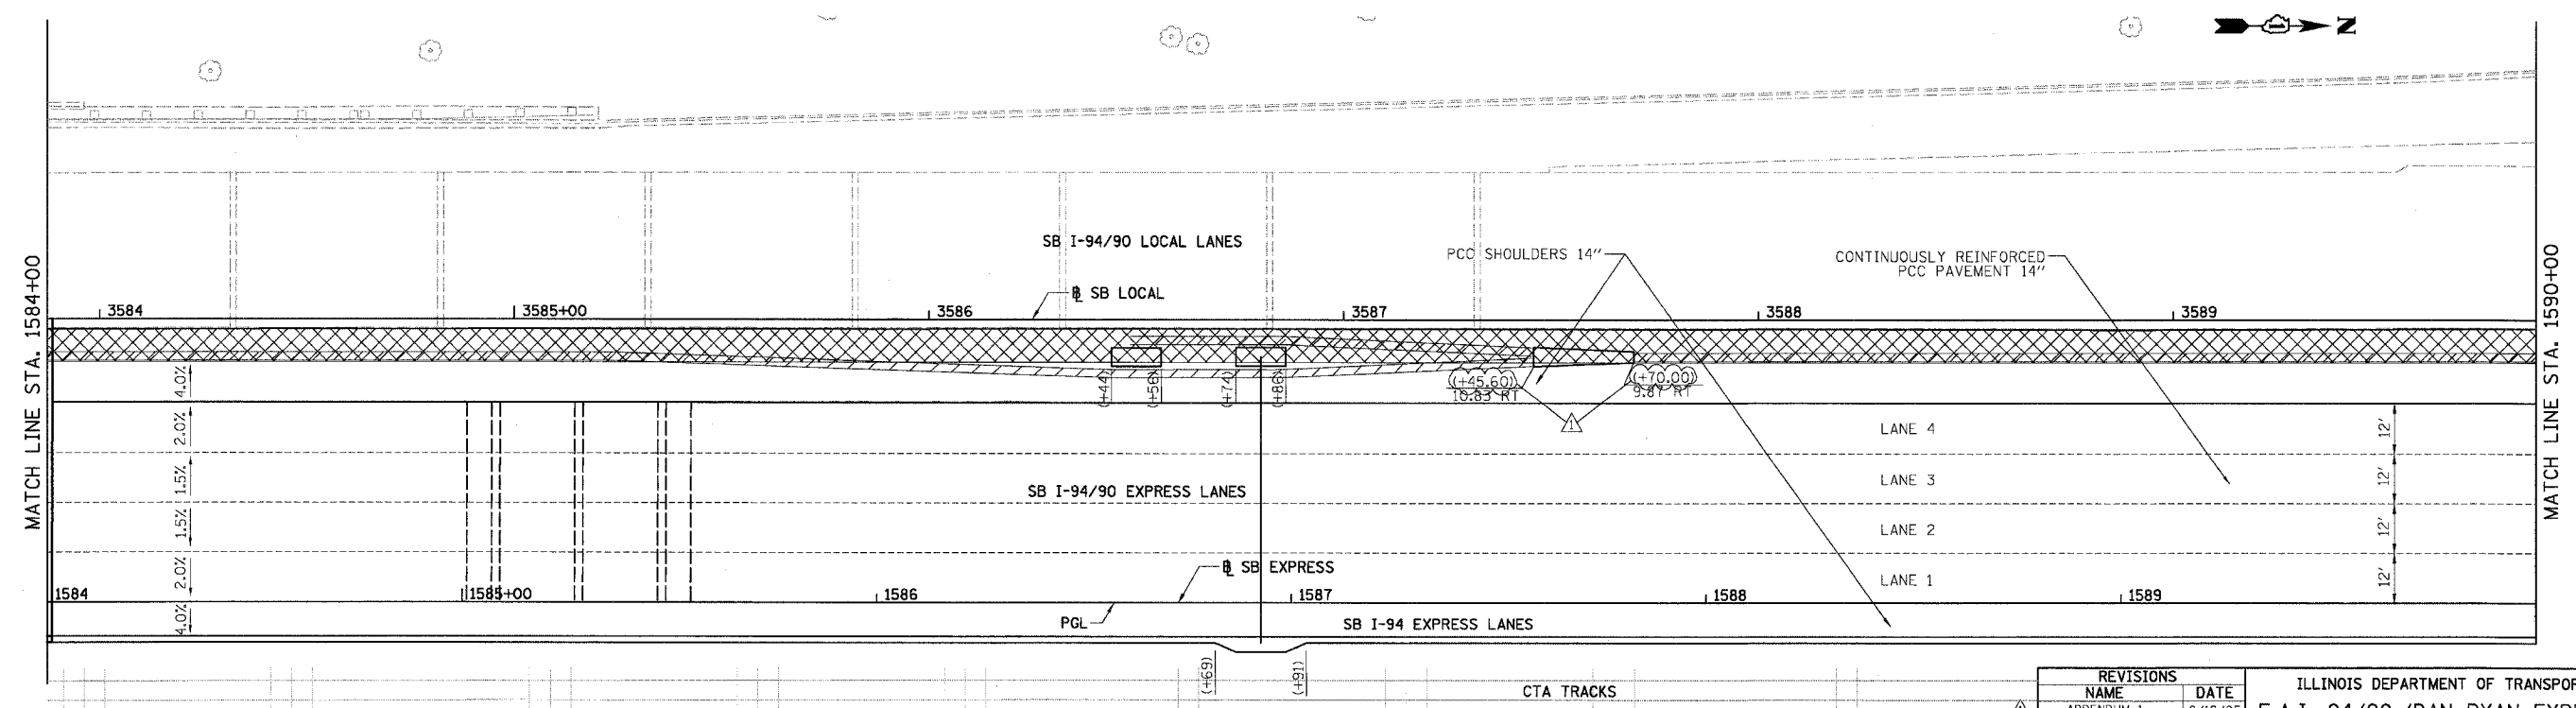 N
MATCH LINE STA. 1584+00
MATCH LINE STA. 1590+00
SB I-94/90 LOCAL LANES
PCC SHOULDERS 14"
CONTINUOUSLY REINFORCED
PCC PAVEMENT 14"
℄ SB LOCAL
3584
3585+00
3586
3587
3588
3589
4.0%
(+44)
(+56)
(+74)
(+86)
(+45.60)
10.83 RT
(+70.00)
9.87 RT
1
2.0%
LANE 4
12'
1.5%
SB I-94/90 EXPRESS LANES
LANE 3
12'
1.5%
LANE 2
12'
2.0%
℄ SB EXPRESS
LANE 1
12'
1584
1585+00
1586
1587
1588
1589
4.0%
PGL
SB I-94 EXPRESS LANES
(+69)
(+91)
CTA TRACKS
REVISIONS
NAME
DATE
ILLINOIS DEPARTMENT OF